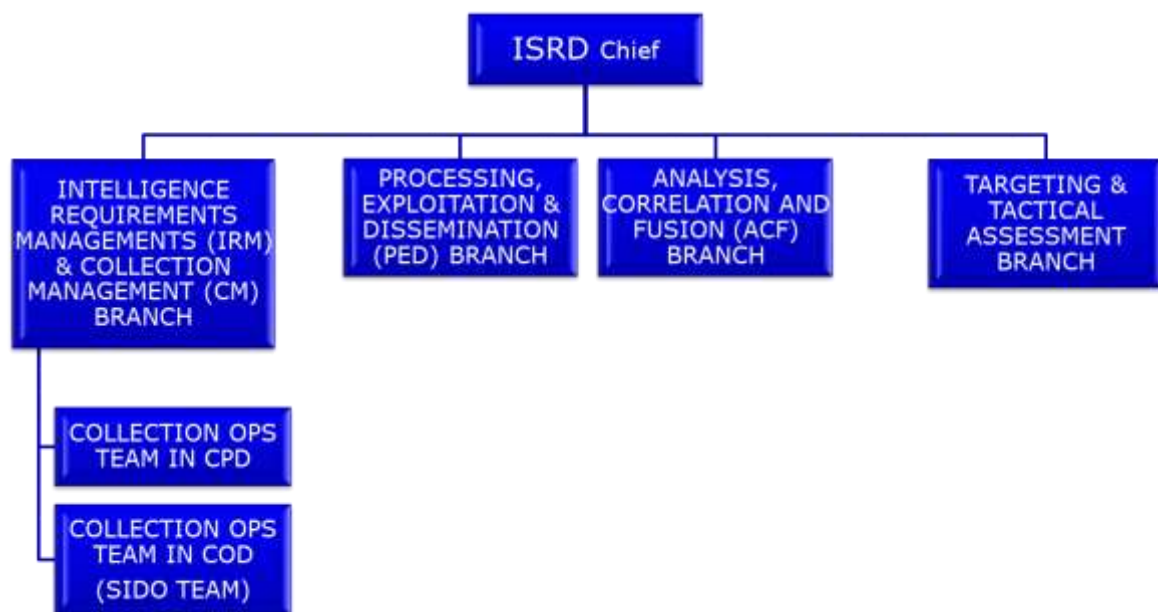 ISRD Chief
INTELLIGENCE
REQUIREMENTS
MANAGEMENTS (IRM)
& COLLECTION
MANAGEMENT (CM)
BRANCH
PROCESSING,
EXPLOITATION &
DISSEMINATION
(PED) BRANCH
ANALYSIS,
CORRELATION AND
FUSION (ACF)
BRANCH
TARGETING &
TACTICAL
ASSESSMENT
BRANCH
COLLECTION OPS
TEAM IN CPD
COLLECTION OPS
TEAM IN COD
(SIDO TEAM)